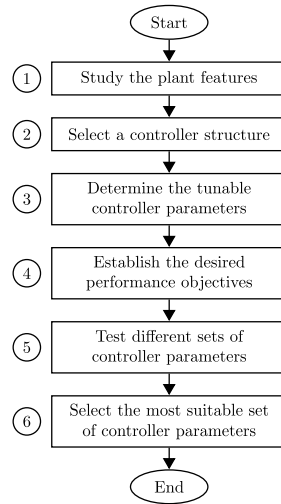 Start
1 Study the plant features
2 Select a controller structure
3 Determine the tunable
controller parameters
4 Establish the desired
performance objectives
5 Test different sets of
controller parameters
6 Select the most suitable set
of controller parameters
End